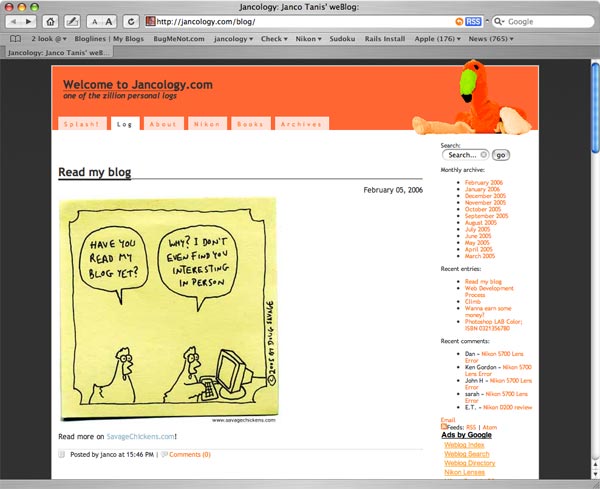 Jancology: Janco Tanis' weBlog:
http://jancology.com/blog/
RSS
Google
2 look @ Bloglines | My Blogs BugMeNot.com jancology Check Nikon Sudoku Rails Install Apple (176) News (765)
Jancology: Janco Tanis' weB...
Welcome to Jancology.com
one of the zillion personal logs
Splash! Log About Nikon Books Archives
Read my blog
February 05, 2006
HAVE YOU
READ MY
BLOG YET?
WHY? I DON'T
EVEN FIND YOU
INTERESTING
IN PERSON
© 2005 BY DOUG SAVAGE
www.savagechickens.com
Read more on SavageChickens.com!
Posted by Janco at 15:46 PM | Comments (0)
Search:
Search... go
Monthly archive:
February 2006
January 2006
December 2005
November 2005
October 2005
September 2005
August 2005
July 2005
June 2005
May 2005
April 2005
March 2005
Recent entries:
Read my blog
Web Development
Process
Climb
Wanna earn some
money?
Photoshop LAB Color;
ISBN 0321356780
Recent comments:
Dan - Nikon 5700 Lens
Error
Ken Gordon - Nikon 5700
Lens Error
John H - Nikon 5700 Lens
Error
sarah - Nikon 5700 Lens
Error
E.T. - Nikon D200 review
Email
Feeds: RSS | Atom
Ads by Google
Weblog Index
Weblog Search
Weblog Directory
Nikon Lenses